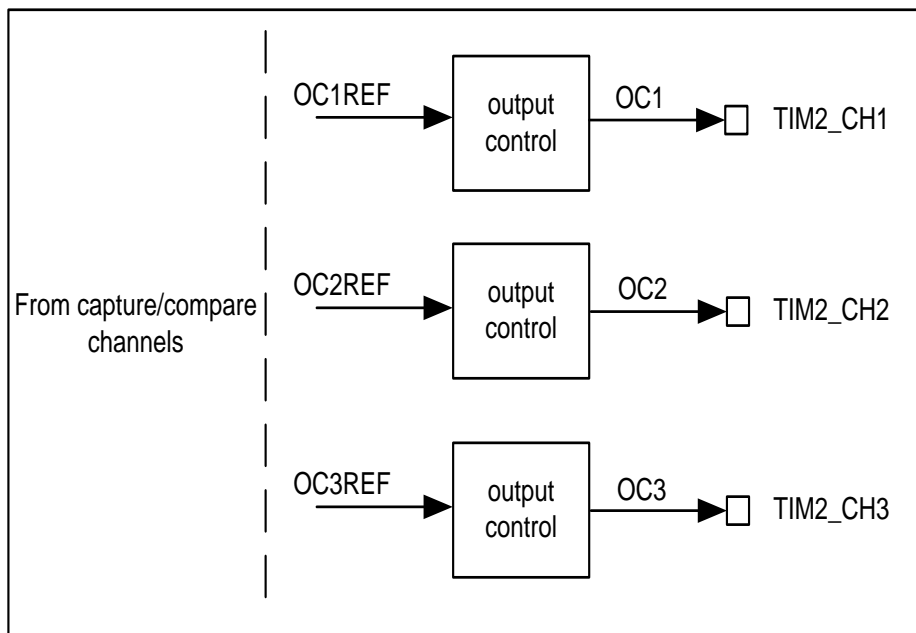 OC1REF
output
control
OC1
TIM2_CH1
From capture/compare
channels
OC2REF
output
control
OC2
TIM2_CH2
OC3REF
output
control
OC3
TIM2_CH3